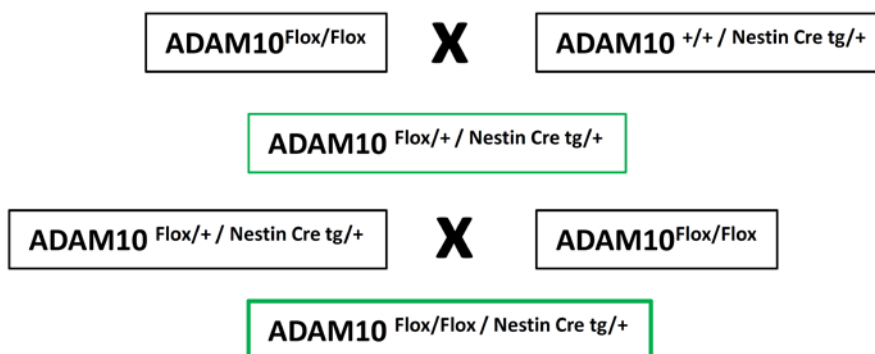 ADAM10Flox/Flox X ADAM10 +/+ / Nestin Cre tg/+
ADAM10 Flox/+ / Nestin Cre tg/+
ADAM10 Flox/+ / Nestin Cre tg/+ X ADAM10Flox/Flox
ADAM10 Flox/Flox / Nestin Cre tg/+